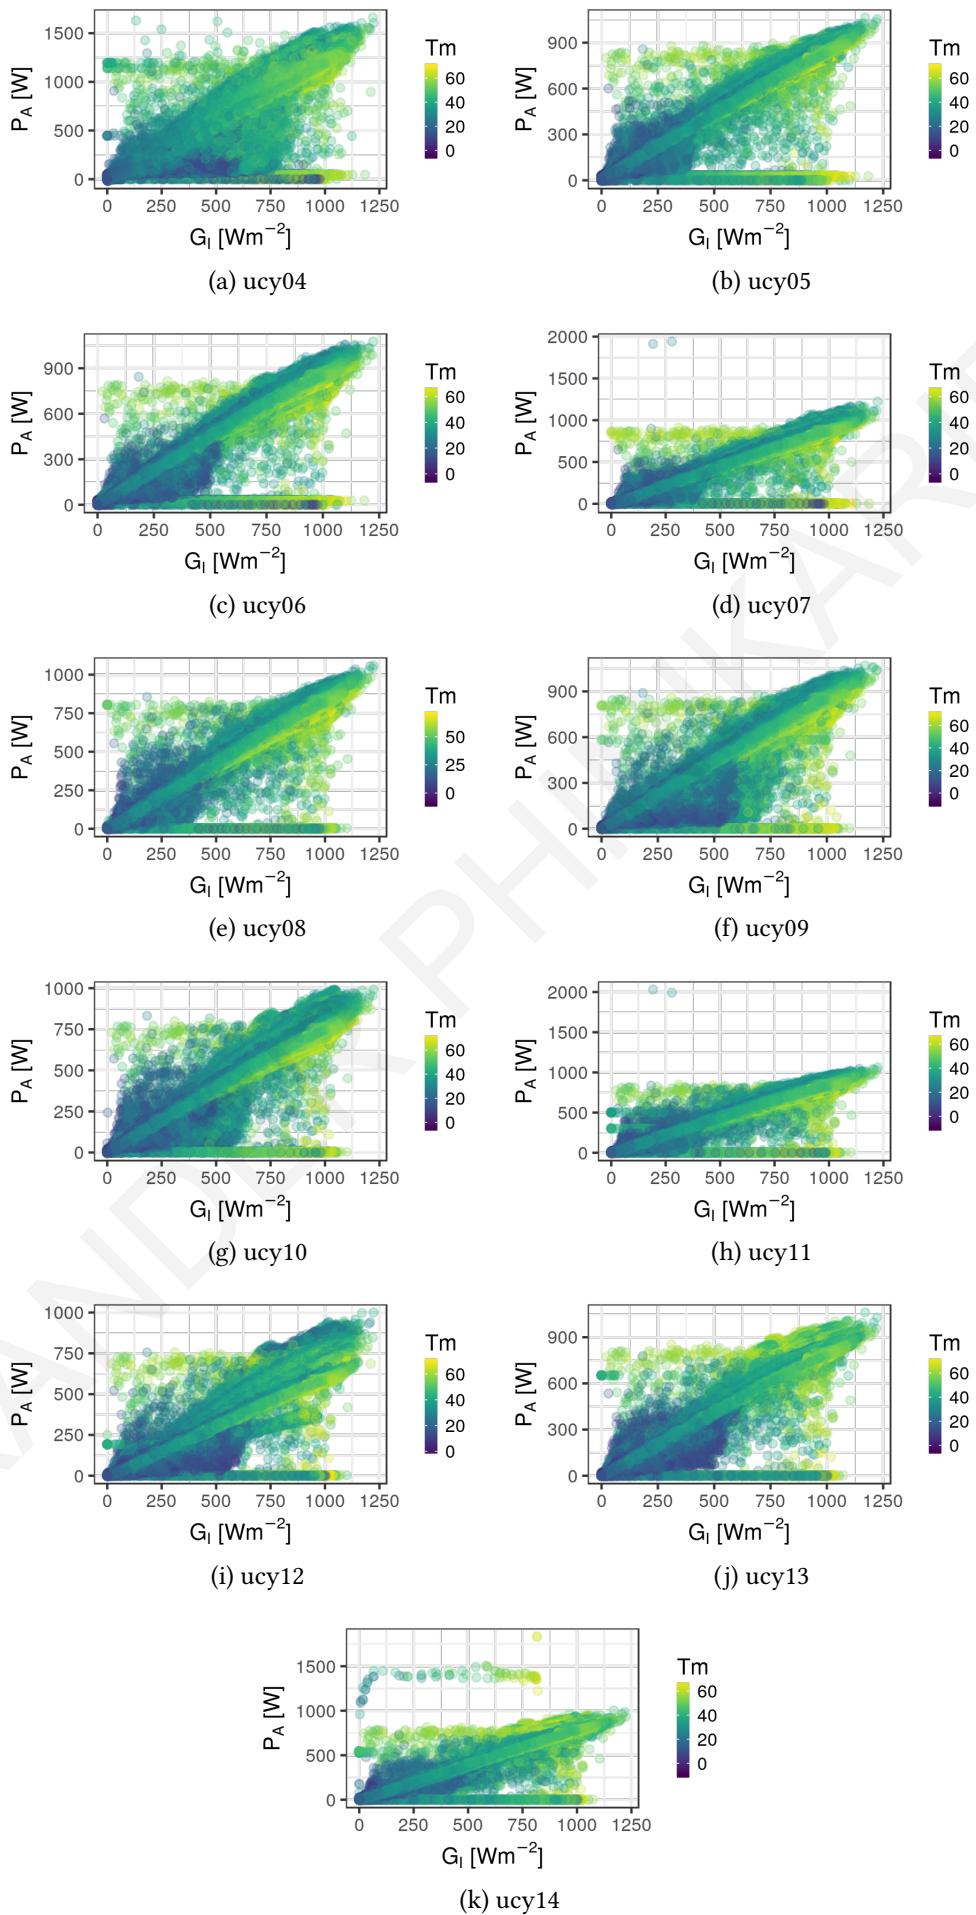 1500
1000
500
0
0 250 500 750 1000 1250
P_A [W]
G_I [Wm⁻²]
Tm
60
40
20
0
(a) ucy04
900
600
300
0
0 250 500 750 1000 1250
P_A [W]
G_I [Wm⁻²]
Tm
60
40
20
0
(b) ucy05
900
600
300
0
0 250 500 750 1000 1250
P_A [W]
G_I [Wm⁻²]
Tm
60
40
20
0
(c) ucy06
2000
1500
1000
500
0
0 250 500 750 1000 1250
P_A [W]
G_I [Wm⁻²]
Tm
60
40
20
0
(d) ucy07
1000
750
500
250
0
0 250 500 750 1000 1250
P_A [W]
G_I [Wm⁻²]
Tm
50
25
0
(e) ucy08
900
600
300
0
0 250 500 750 1000 1250
P_A [W]
G_I [Wm⁻²]
Tm
60
40
20
0
(f) ucy09
1000
750
500
250
0
0 250 500 750 1000 1250
P_A [W]
G_I [Wm⁻²]
Tm
60
40
20
0
(g) ucy10
2000
1500
1000
500
0
0 250 500 750 1000 1250
P_A [W]
G_I [Wm⁻²]
Tm
60
40
20
0
(h) ucy11
1000
750
500
250
0
0 250 500 750 1000 1250
P_A [W]
G_I [Wm⁻²]
Tm
60
40
20
0
(i) ucy12
900
600
300
0
0 250 500 750 1000 1250
P_A [W]
G_I [Wm⁻²]
Tm
60
40
20
0
(j) ucy13
1500
1000
500
0
0 250 500 750 1000 1250
P_A [W]
G_I [Wm⁻²]
Tm
60
40
20
0
(k) ucy14